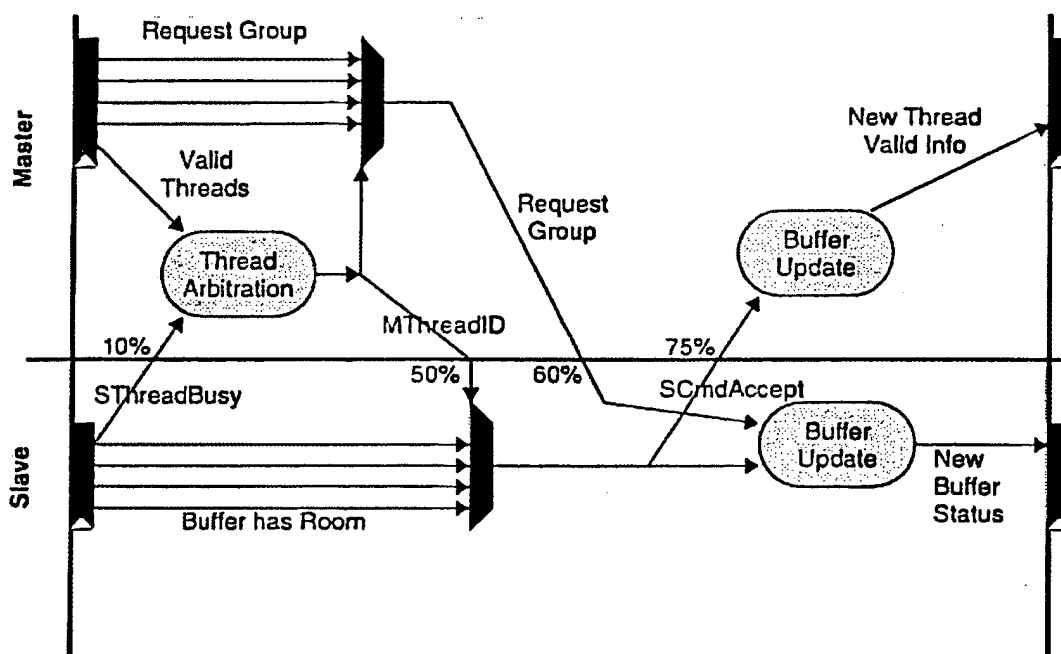 Request Group
Master
Valid
Threads
New Thread
Valid Info
Request
Group
Thread
Arbitration
Buffer
Update
MThreadID
10%
50%
60%
75%
SThreadBusy
SCmdAccept
Slave
Buffer
Update
Buffer has Room
New
Buffer
Status